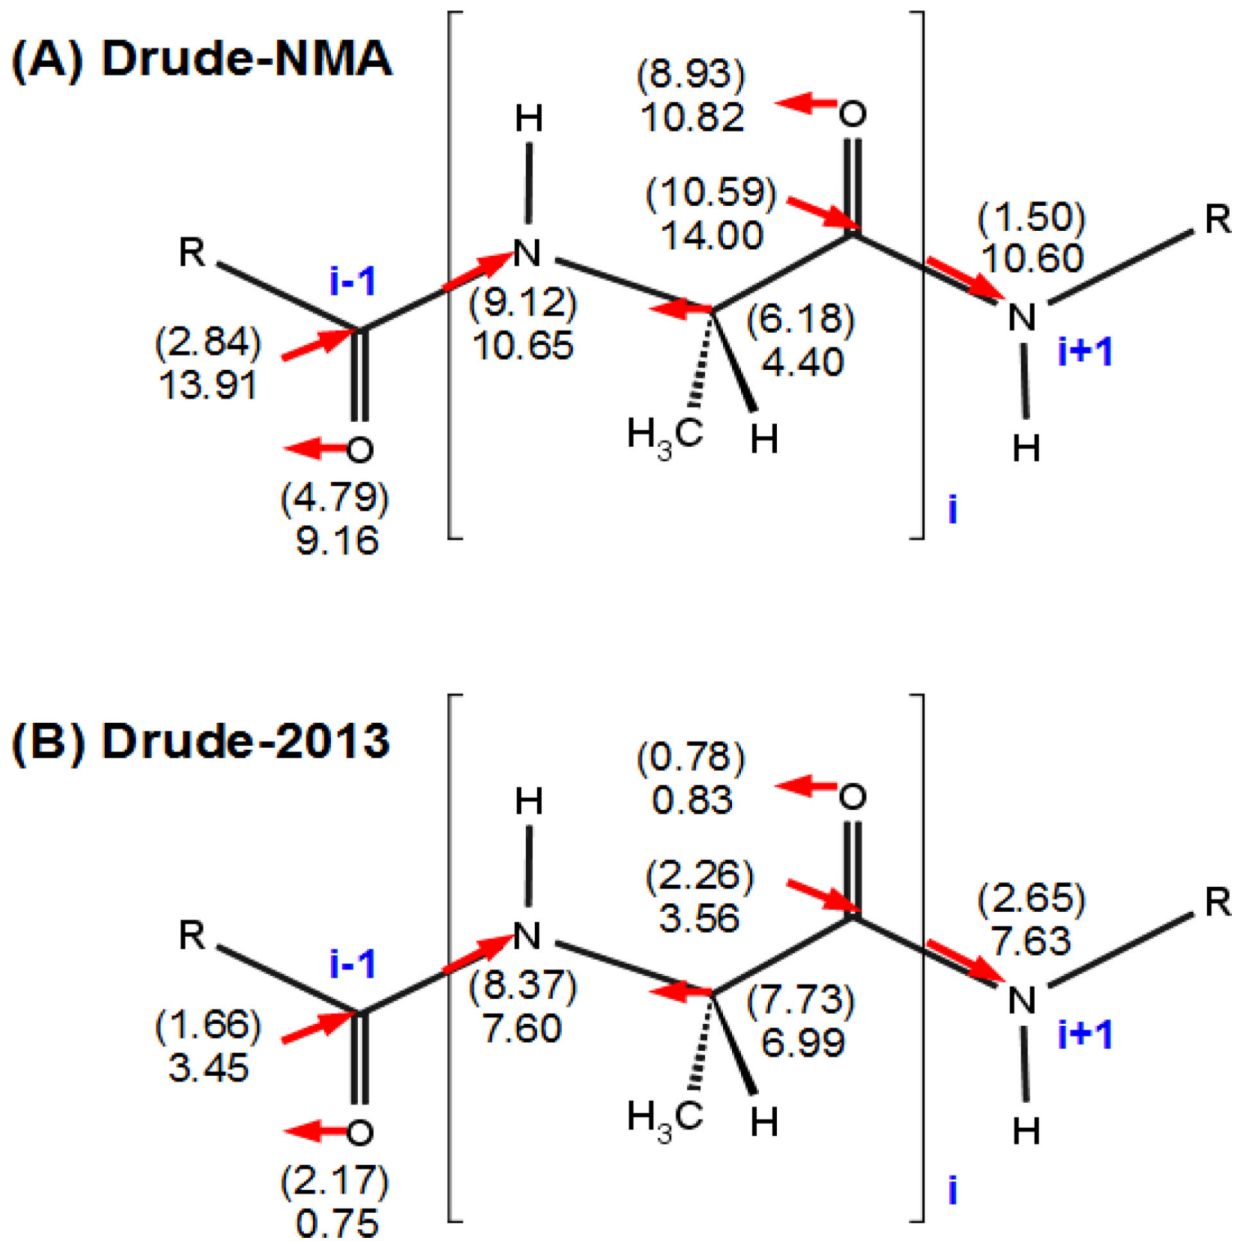 (A) Drude-NMA
(8.93)
10.82
O
H
(10.59)
14.00
(1.50)
10.60
R
R
i-1
N
(9.12)
10.65
(6.18)
4.40
N
i+1
(2.84)
13.91
H₃C
H
H
O
(4.79)
9.16
i
(B) Drude-2013
(0.78)
0.83
O
H
(2.26)
3.56
(2.65)
7.63
R
R
i-1
N
(8.37)
7.60
(7.73)
6.99
N
i+1
(1.66)
3.45
H₃C
H
H
O
(2.17)
0.75
i